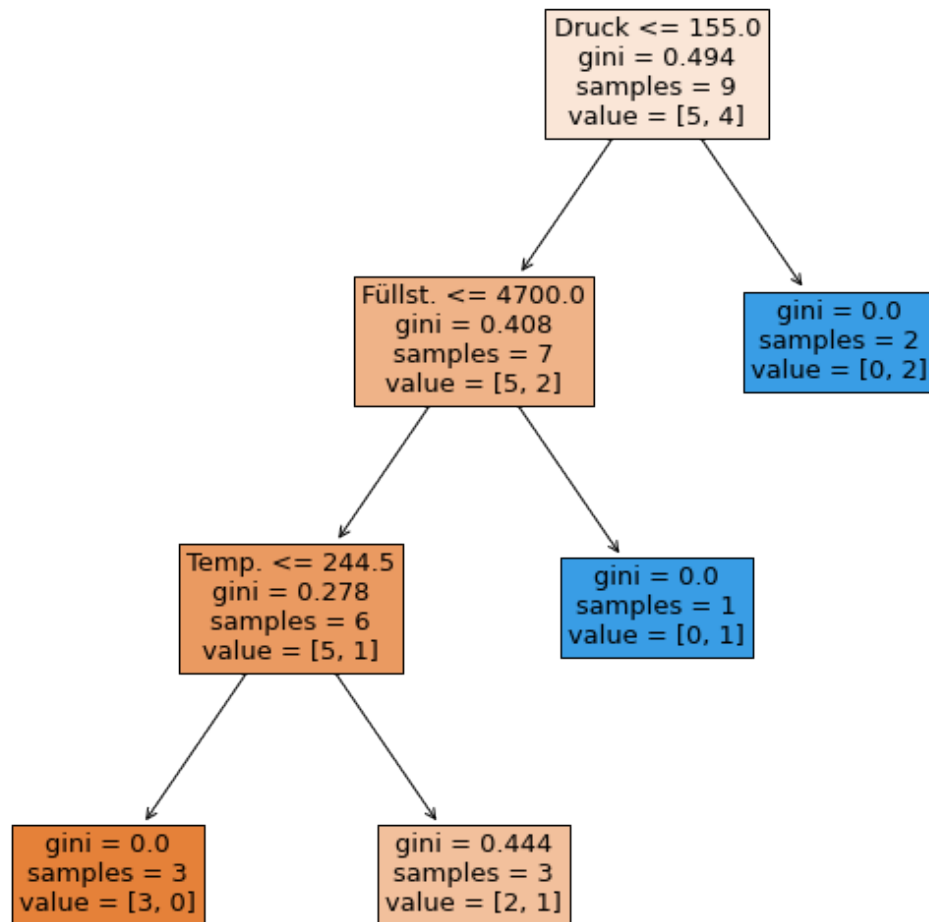 Druck <= 155.0
gini = 0.494
samples = 9
value = [5, 4]
Füllst. <= 4700.0
gini = 0.408
samples = 7
value = [5, 2]
gini = 0.0
samples = 2
value = [0, 2]
Temp. <= 244.5
gini = 0.278
samples = 6
value = [5, 1]
gini = 0.0
samples = 1
value = [0, 1]
gini = 0.0
samples = 3
value = [3, 0]
gini = 0.444
samples = 3
value = [2, 1]